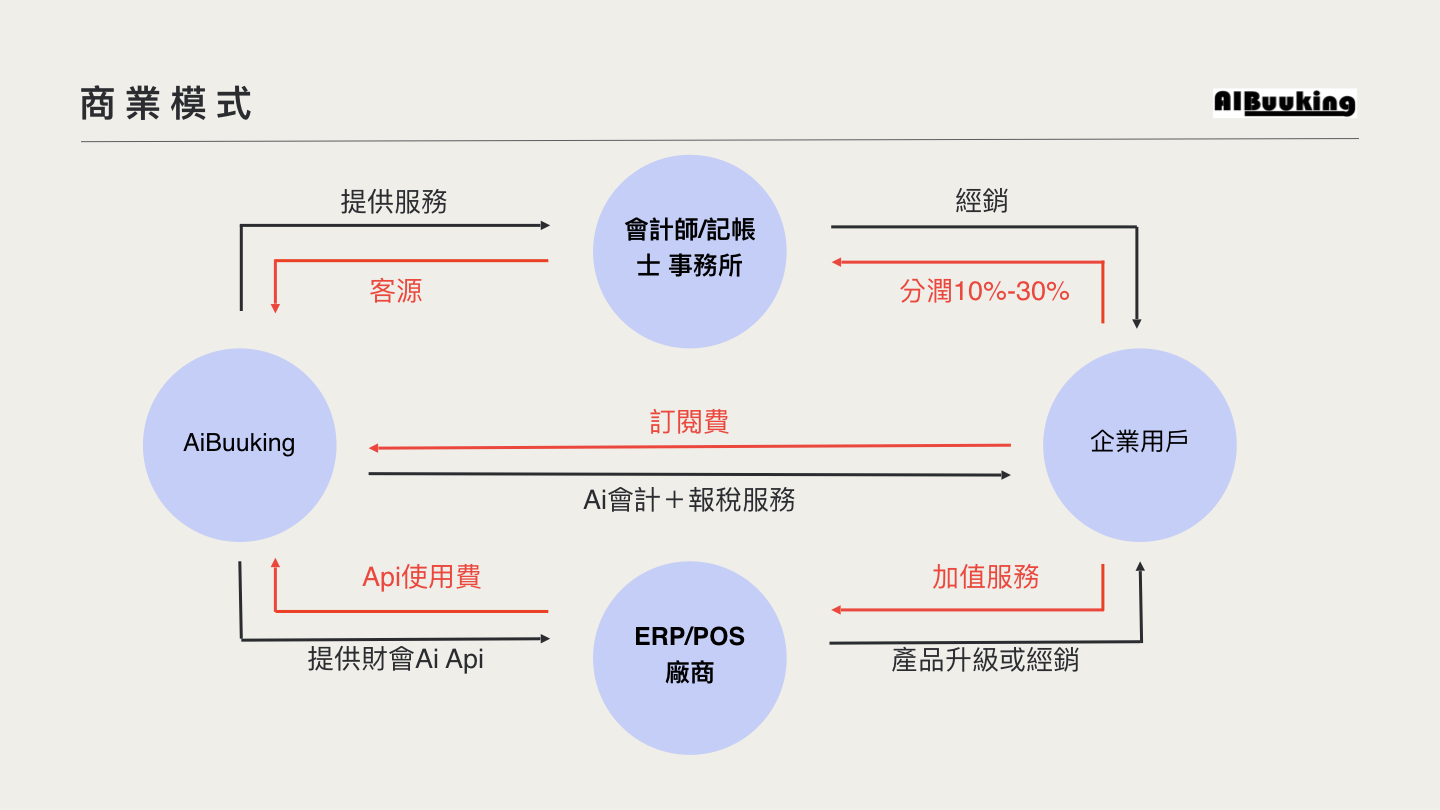 商業模式
AIBuuking
提供服務
經銷
會計師/記帳
士 事務所
客源
分潤10%-30%
訂閱費
AiBuuking
企業用戶
Ai會計＋報稅服務
Api使用費
加值服務
ERP/POS
廠商
提供財會Ai Api
產品升級或經銷